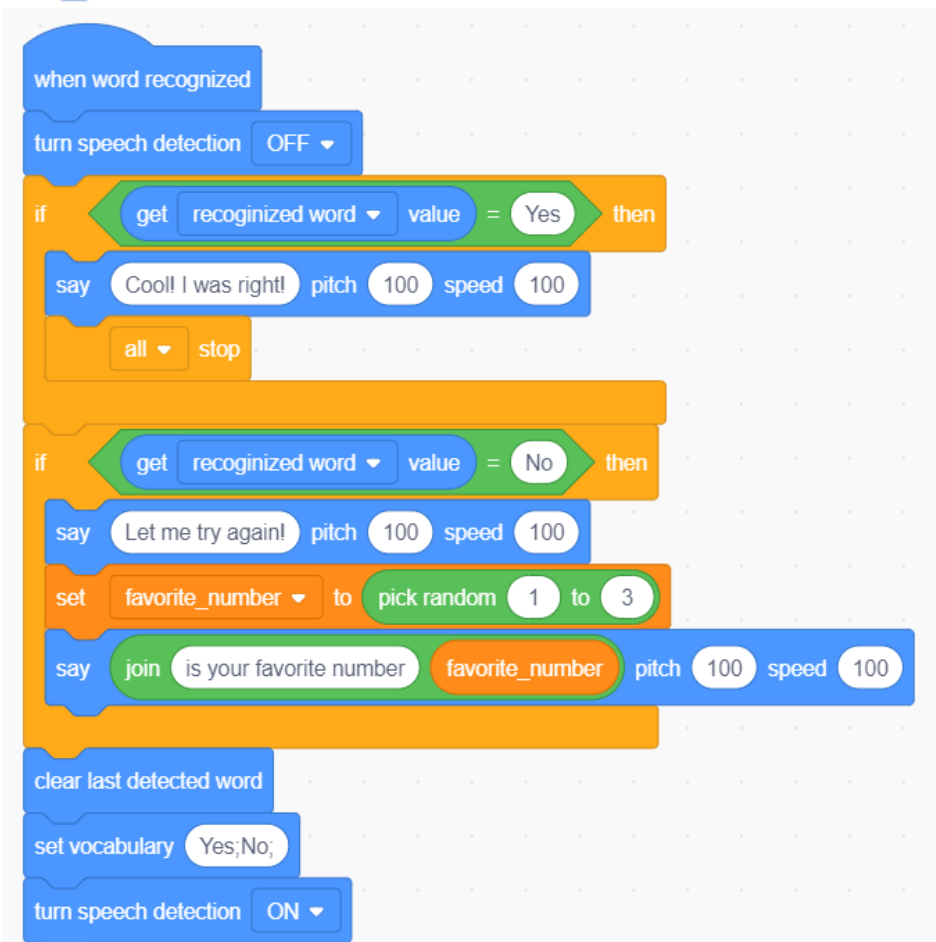 when word recognized
turn speech detection OFF
if get recoginized word value = Yes then
say Cool! I was right! pitch 100 speed 100
all stop
if get recoginized word value = No then
say Let me try again! pitch 100 speed 100
set favorite_number to pick random 1 to 3
say join is your favorite number favorite_number pitch 100 speed 100
clear last detected word
set vocabulary Yes;No;
turn speech detection ON